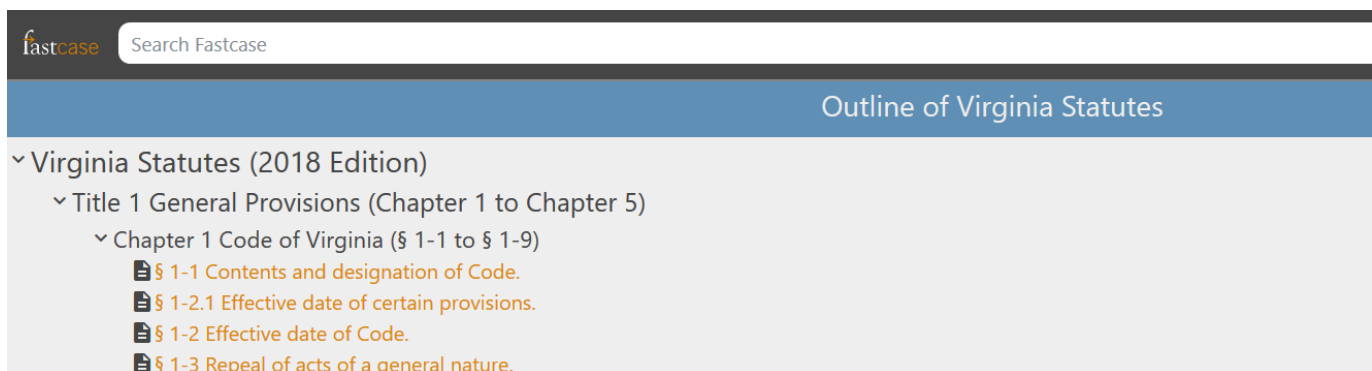 fastcase
Search Fastcase
Outline of Virginia Statutes
Virginia Statutes (2018 Edition)
Title 1 General Provisions (Chapter 1 to Chapter 5)
Chapter 1 Code of Virginia (§ 1-1 to § 1-9)
§ 1-1 Contents and designation of Code.
§ 1-2.1 Effective date of certain provisions.
§ 1-2 Effective date of Code.
§ 1-3 Repeal of acts of a general nature.